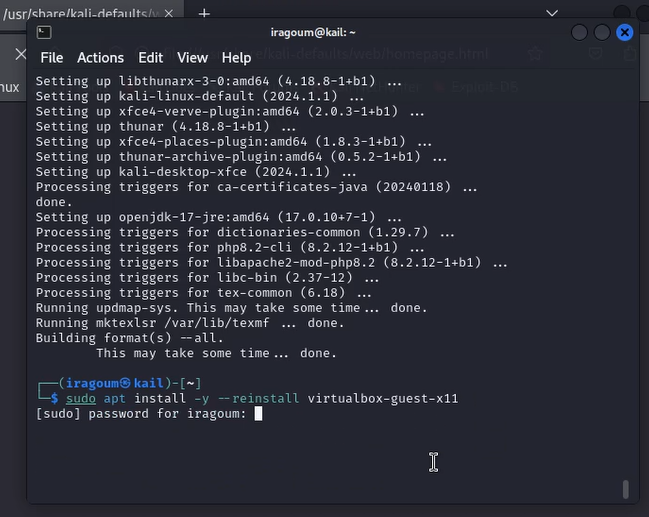 /usr/share/kali-defaults/w
iragoum@kail: ~
File Actions Edit View Help
/usr/share/kali-defaults/web/homepage.html
nux
Exploit-DB
Setting up libthunarx-3-0:amd64 (4.18.8-1+b1) ...
Setting up kali-linux-default (2024.1.1) ...
Setting up xfce4-verve-plugin:amd64 (2.0.3-1+b1) ...
Setting up thunar (4.18.8-1+b1) ...
Setting up xfce4-places-plugin:amd64 (1.8.3-1+b1) ...
Setting up thunar-archive-plugin:amd64 (0.5.2-1+b1) ...
Setting up kali-desktop-xfce (2024.1.1) ...
Processing triggers for ca-certificates-java (20240118) ...
done.
Setting up openjdk-17-jre:amd64 (17.0.10+7-1) ...
Processing triggers for dictionaries-common (1.29.7) ...
Processing triggers for php8.2-cli (8.2.12-1+b1) ...
Processing triggers for libapache2-mod-php8.2 (8.2.12-1+b1) ...
Processing triggers for libc-bin (2.37-12) ...
Processing triggers for tex-common (6.18) ...
Running updmap-sys. This may take some time... done.
Running mktexlsr /var/lib/texmf ... done.
Building format(s) --all.
This may take some time... done.
┌──(iragoum㉿kail)-[~]
└─$ sudo apt install -y --reinstall virtualbox-guest-x11
[sudo] password for iragoum: